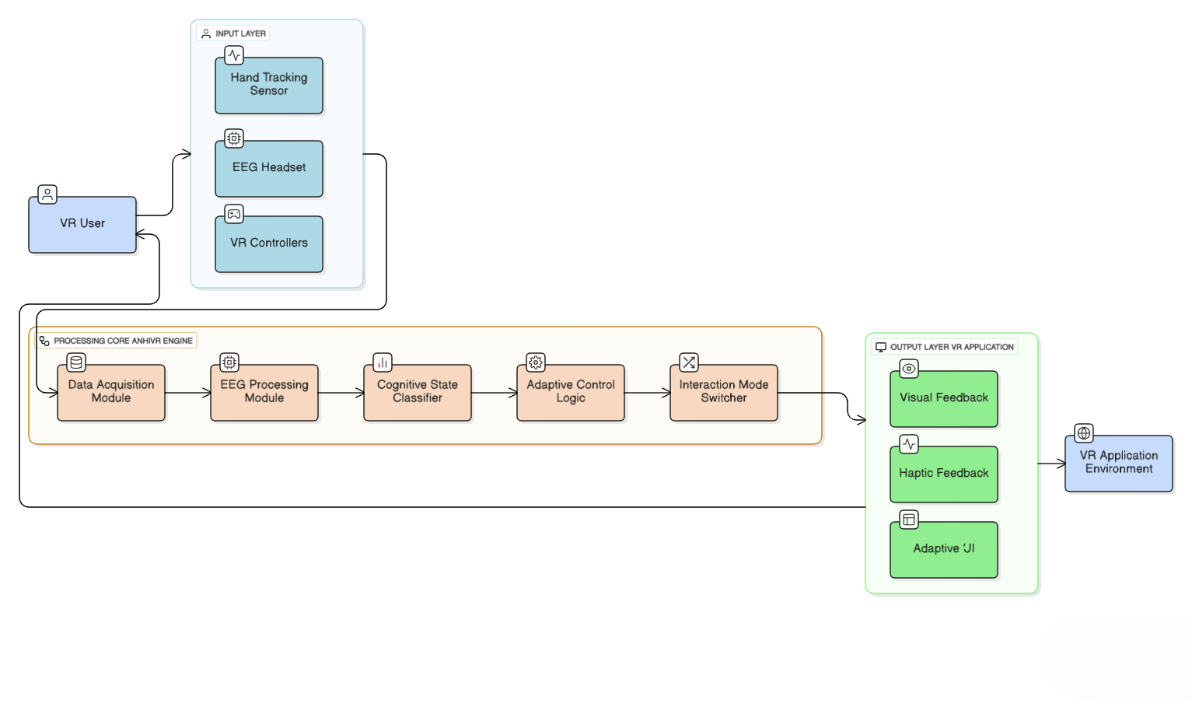 INPUT LAYER
Hand Tracking
Sensor
EEG Headset
VR Controllers
VR User
PROCESSING CORE ANHIVR ENGINE
Data Acquisition
Module
EEG Processing
Module
Cognitive State
Classifier
Adaptive Control
Logic
Interaction Mode
Switcher
OUTPUT LAYER VR APPLICATION
Visual Feedback
Haptic Feedback
Adaptive UI
VR Application
Environment